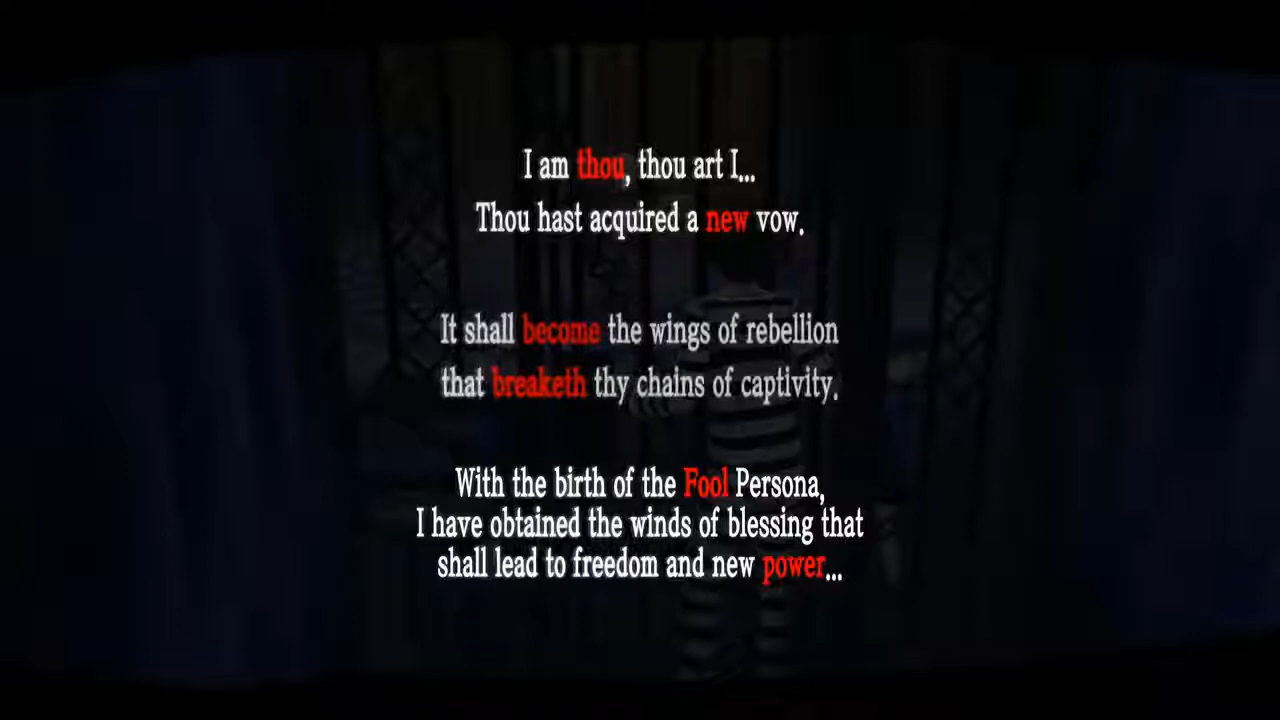 I am thou, thou art I...
Thou hast acquired a new vow.
It shall become the wings of rebellion
that breaketh thy chains of captivity.
With the birth of the Fool Persona,
I have obtained the winds of blessing that
shall lead to freedom and new power...